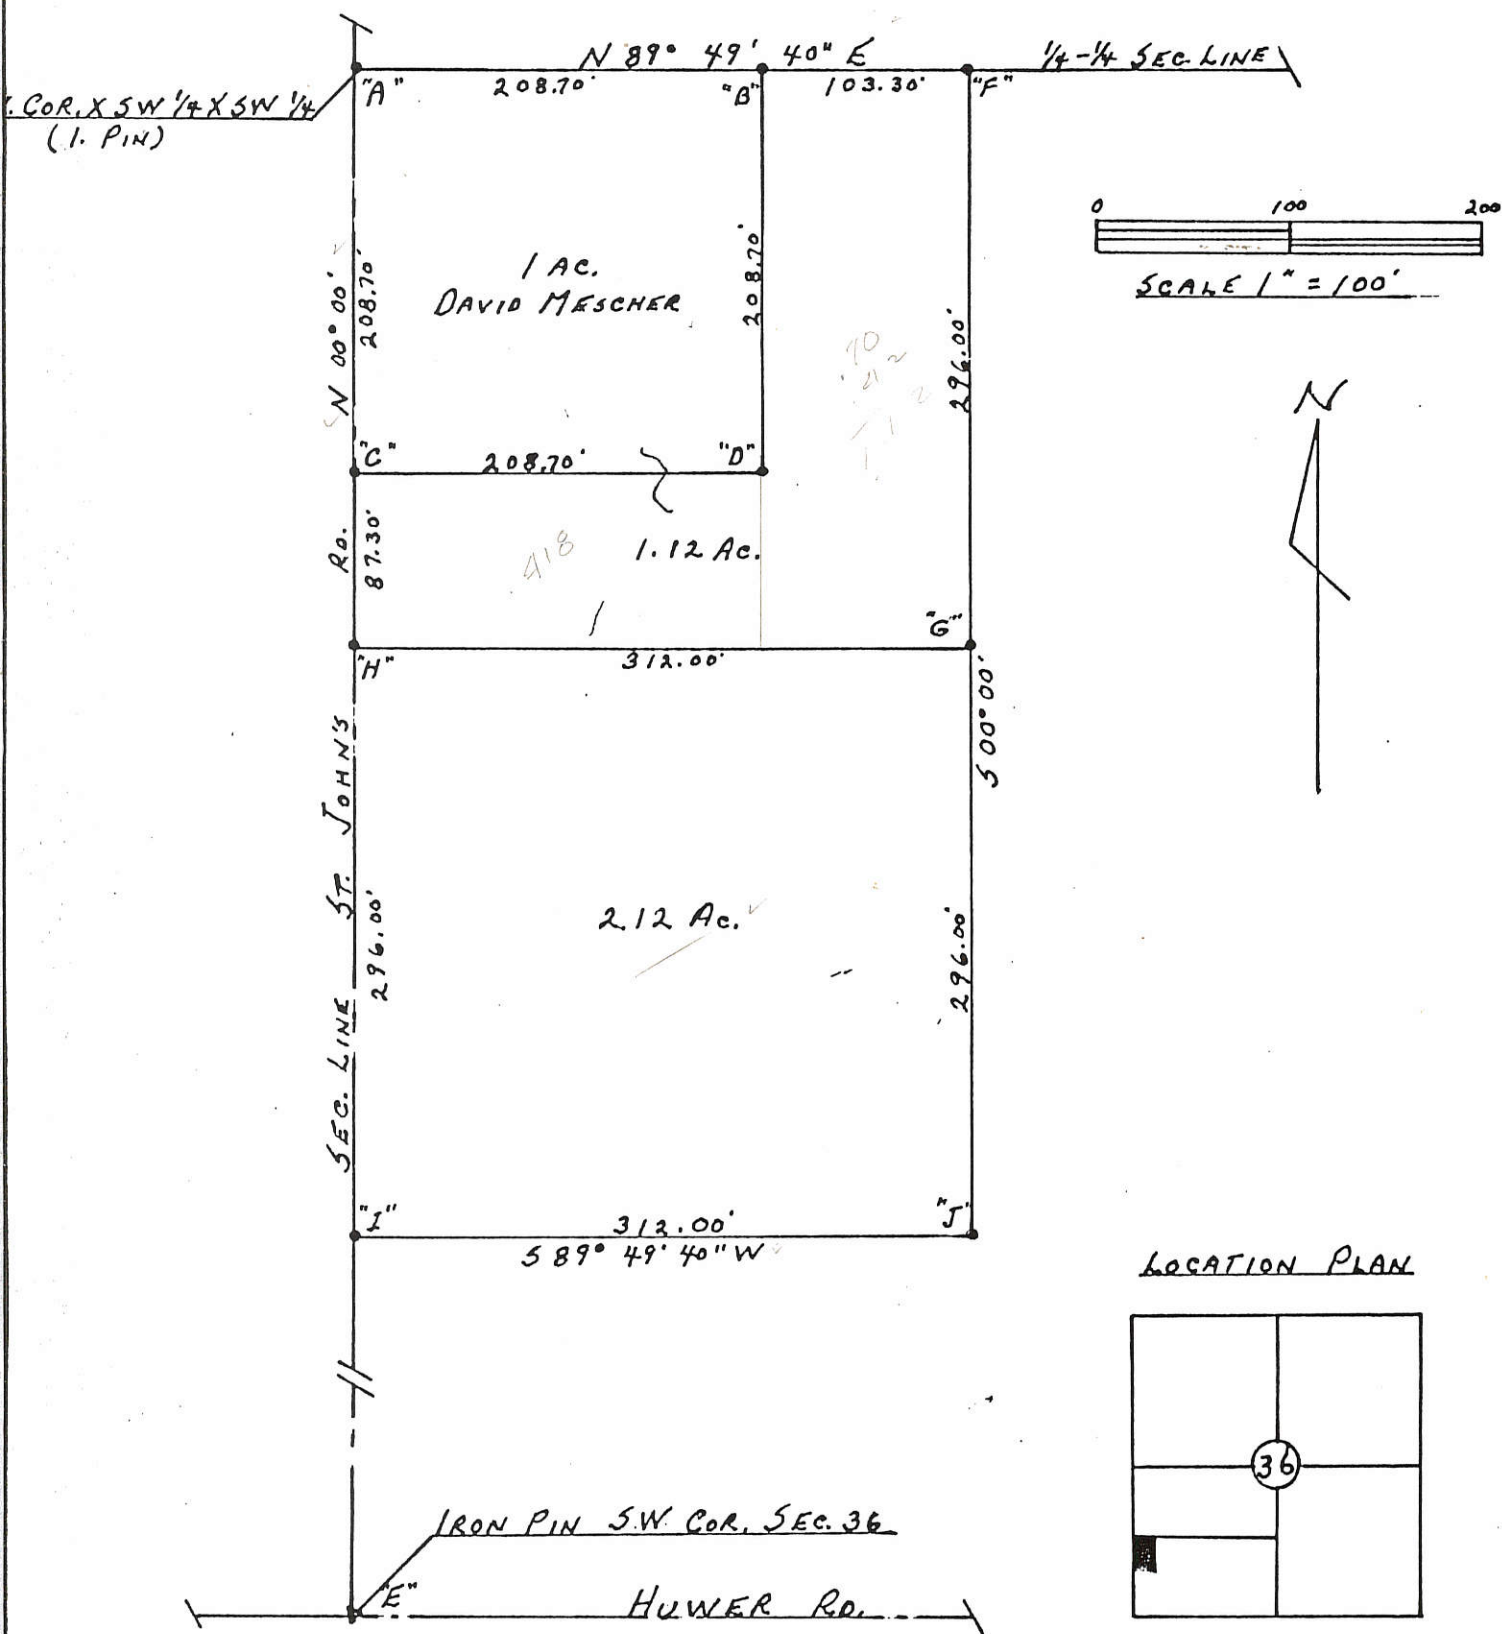 N 89° 49' 40" E
1/4-1/4 SEC. LINE
"A"
208.70'
"B"
103.30'
"F"
. COR. X SW 1/4 X SW 1/4
(I. PIN)
0 100 200
SCALE 1" = 100'
N 00° 00'
208.70'
1 AC.
DAVID MESCHER
208.70'
296.00'
N
"C"
208.70'
"D"
RD.
87.30'
418
1.12 AC.
"G"
"H"
312.00'
S 00° 00'
ST. JOHN'S
296.00'
2.12 AC.
296.00'
SEC. LINE
"I"
312.00'
"J"
S 89° 49' 40" W
LOCATION PLAN
36
IRON PIN S.W. COR. SEC. 36
"E"
HUWER RD.